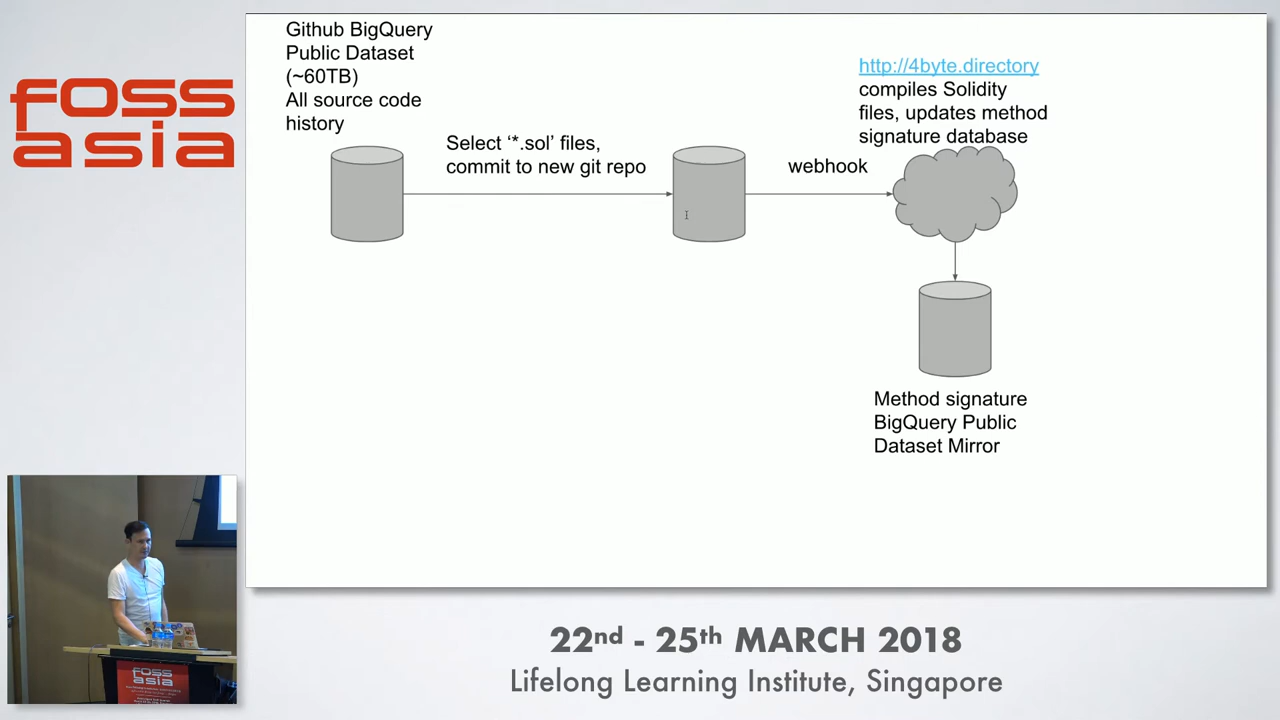 foss
asia
Github BigQuery
Public Dataset
(~60TB)
All source code
history
Select ‘*.sol’ files,
commit to new git repo
webhook
http://4byte.directory
compiles Solidity
files, updates method
signature database
Method signature
BigQuery Public
Dataset Mirror
FOSS
asia
22nd - 25th MARCH 2018
Lifelong Learning Institute, Singapore